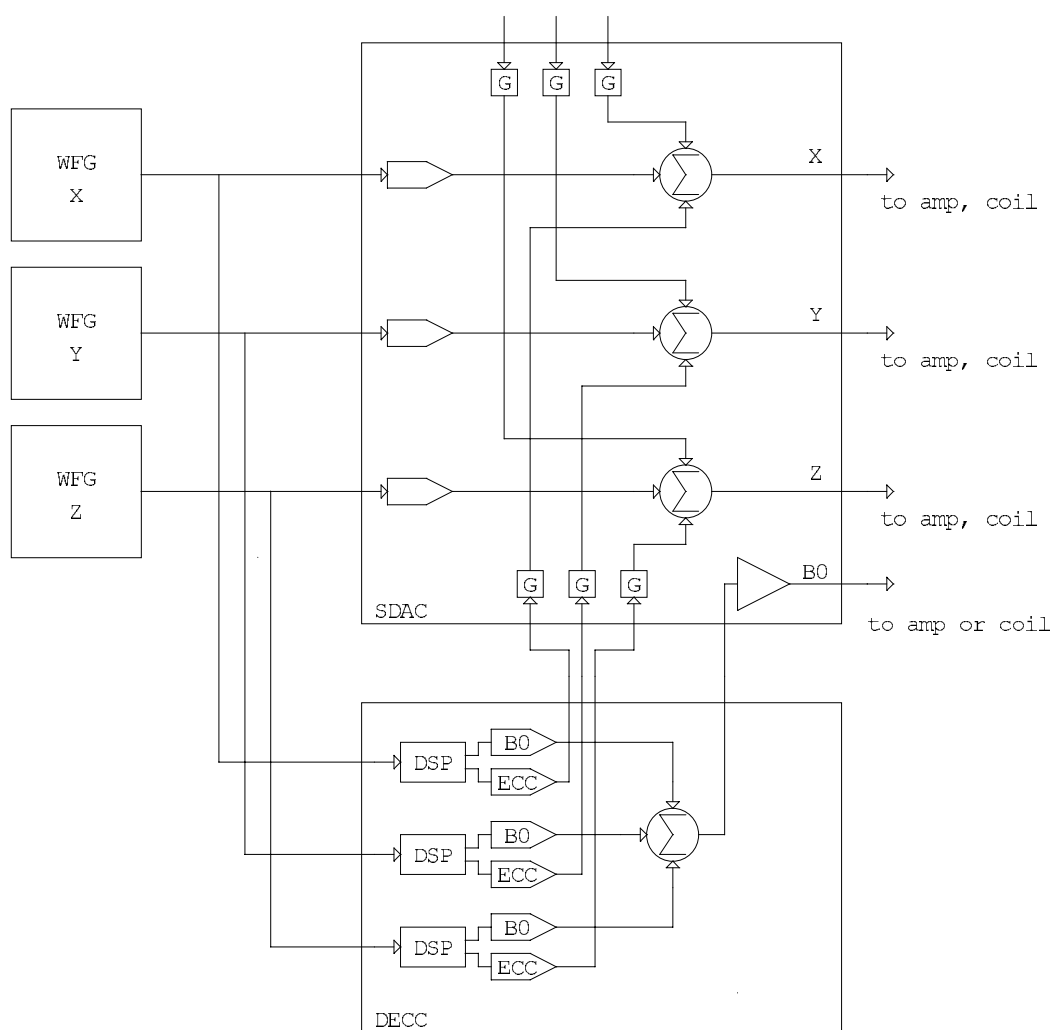 G G G
WFG
X
X
to amp, coil
WFG
Y
Y
to amp, coil
WFG
Z
Z
to amp, coil
G G G
B0
SDAC
to amp or coil
B0
DSP
ECC
B0
DSP
ECC
B0
DSP
ECC
DECC